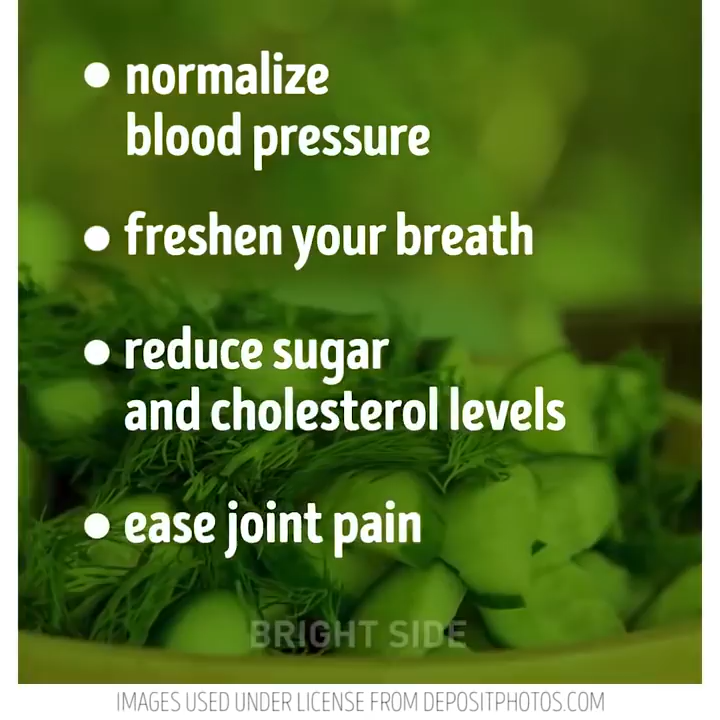 • normalize
blood pressure
• freshen your breath
• reduce sugar
and cholesterol levels
• ease joint pain
BRIGHT SIDE
IMAGES USED UNDER LICENSE FROM DEPOSITPHOTOS.COM